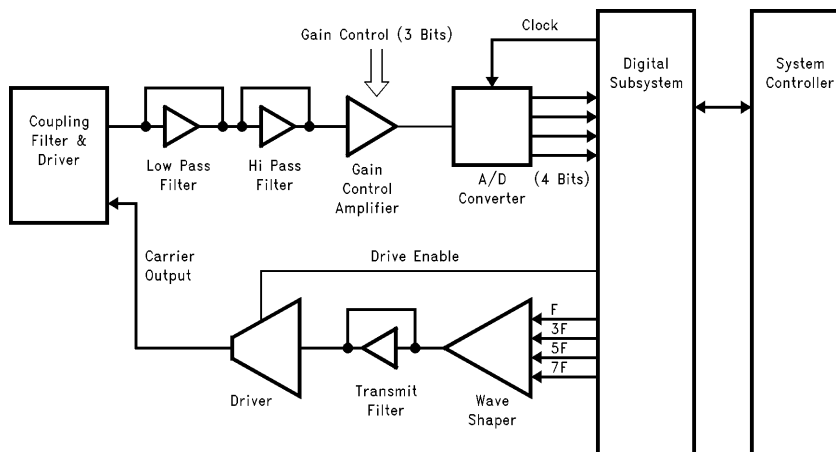 Gain Control (3 Bits)
Clock
Digital
Subsystem
System
Controller
Coupling
Filter &
Driver
Low Pass
Filter
Hi Pass
Filter
Gain
Control
Amplifier
A/D
Converter
(4 Bits)
Carrier
Output
Drive Enable
F
3F
5F
7F
Driver
Transmit
Filter
Wave
Shaper